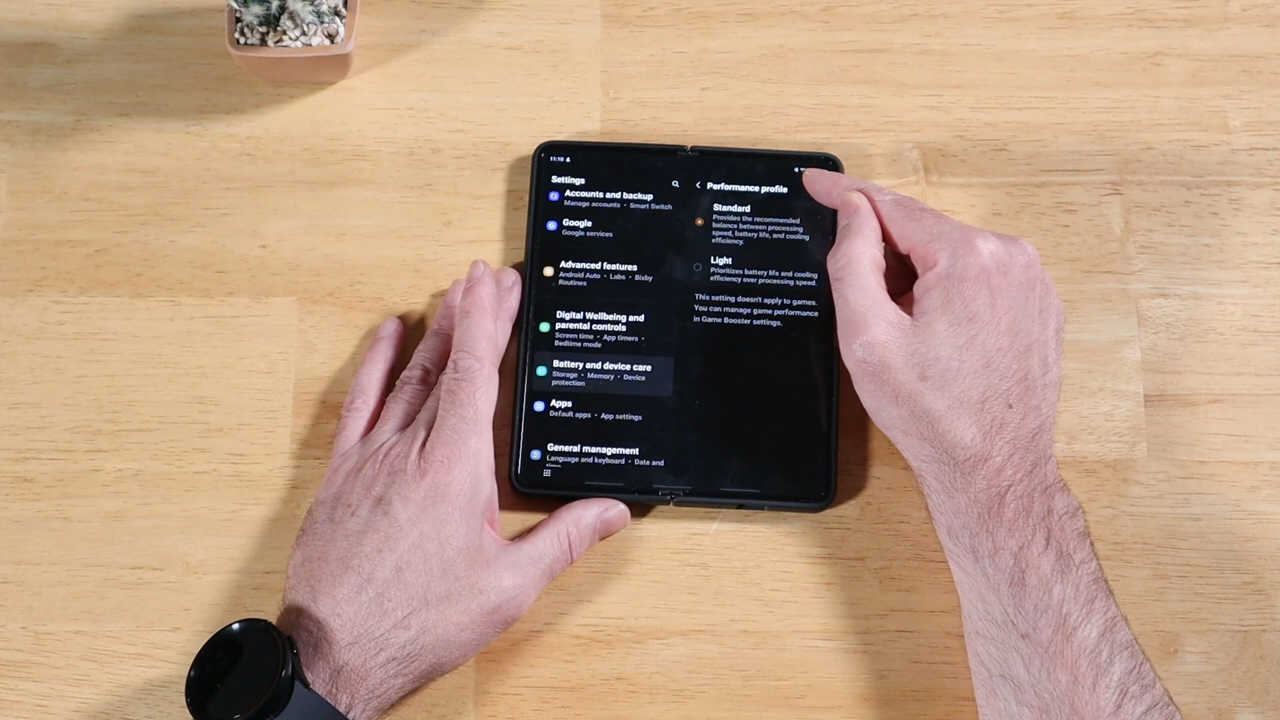 11:10
Settings
Accounts and backup
Manage accounts • Smart Switch
Google
Google services
Advanced features
Android Auto • Labs • Bixby
Routines
Digital Wellbeing and
parental controls
Screen time • App timers •
Bedtime mode
Battery and device care
Storage • Memory • Device
protection
Apps
Default apps • App settings
General management
Language and keyboard • Date and
Performance profile
Standard
Provides the recommended
balance between processing
speed, battery life, and cooling
efficiency.
Light
Prioritizes battery life and cooling
efficiency over processing speed.
This setting doesn't apply to games.
You can manage game performance
in Game Booster settings.